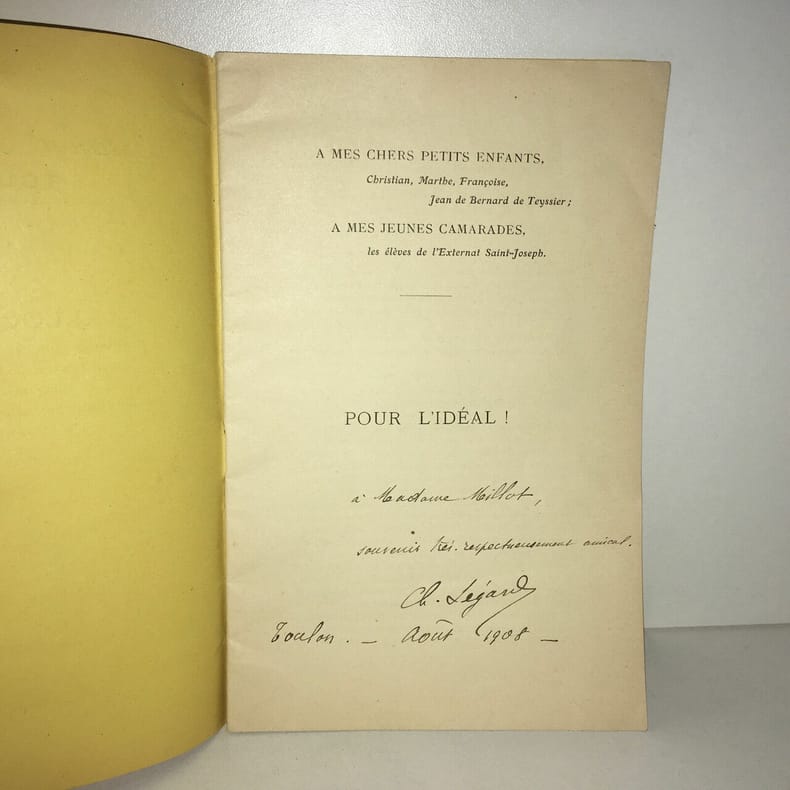 A MES CHERS PETITS ENFANTS,
Christian, Marthe, Françoise,
Jean de Bernard de Teyssier ;
A MES JEUNES CAMARADES,
les élèves de l'Externat Saint-Joseph.
POUR L'IDÉAL !
à Madame Millot,
souvenir très-respectueusement amical.
Ch. Légard
Toulon. — Août 1908 —